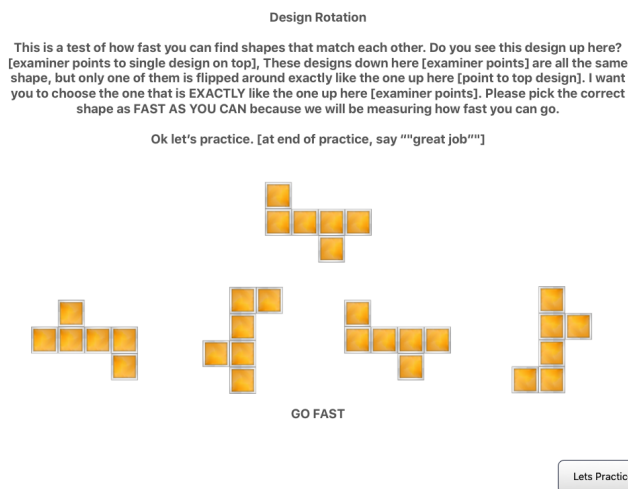 Design Rotation
This is a test of how fast you can find shapes that match each other. Do you see this design up here?
[examiner points to single design on top], These designs down here [examiner points] are all the same
shape, but only one of them is flipped around exactly like the one up here [point to top design]. I want
you to choose the one that is EXACTLY like the one up here [examiner points]. Please pick the correct
shape as FAST AS YOU CAN because we will be measuring how fast you can go.
Ok let’s practice. [at end of practice, say “"great job”"]
GO FAST
Lets Practic